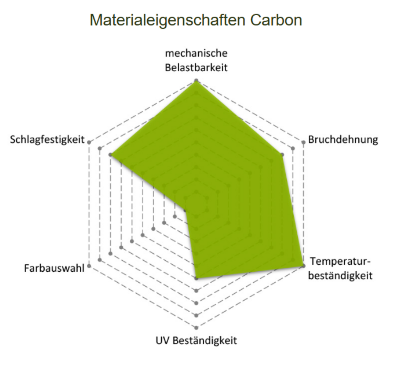 Materialeigenschaften Carbon
mechanische
Belastbarkeit
Schlagfestigkeit
Bruchdehnung
Farbauswahl
Temperatur-
beständigkeit
UV Beständigkeit